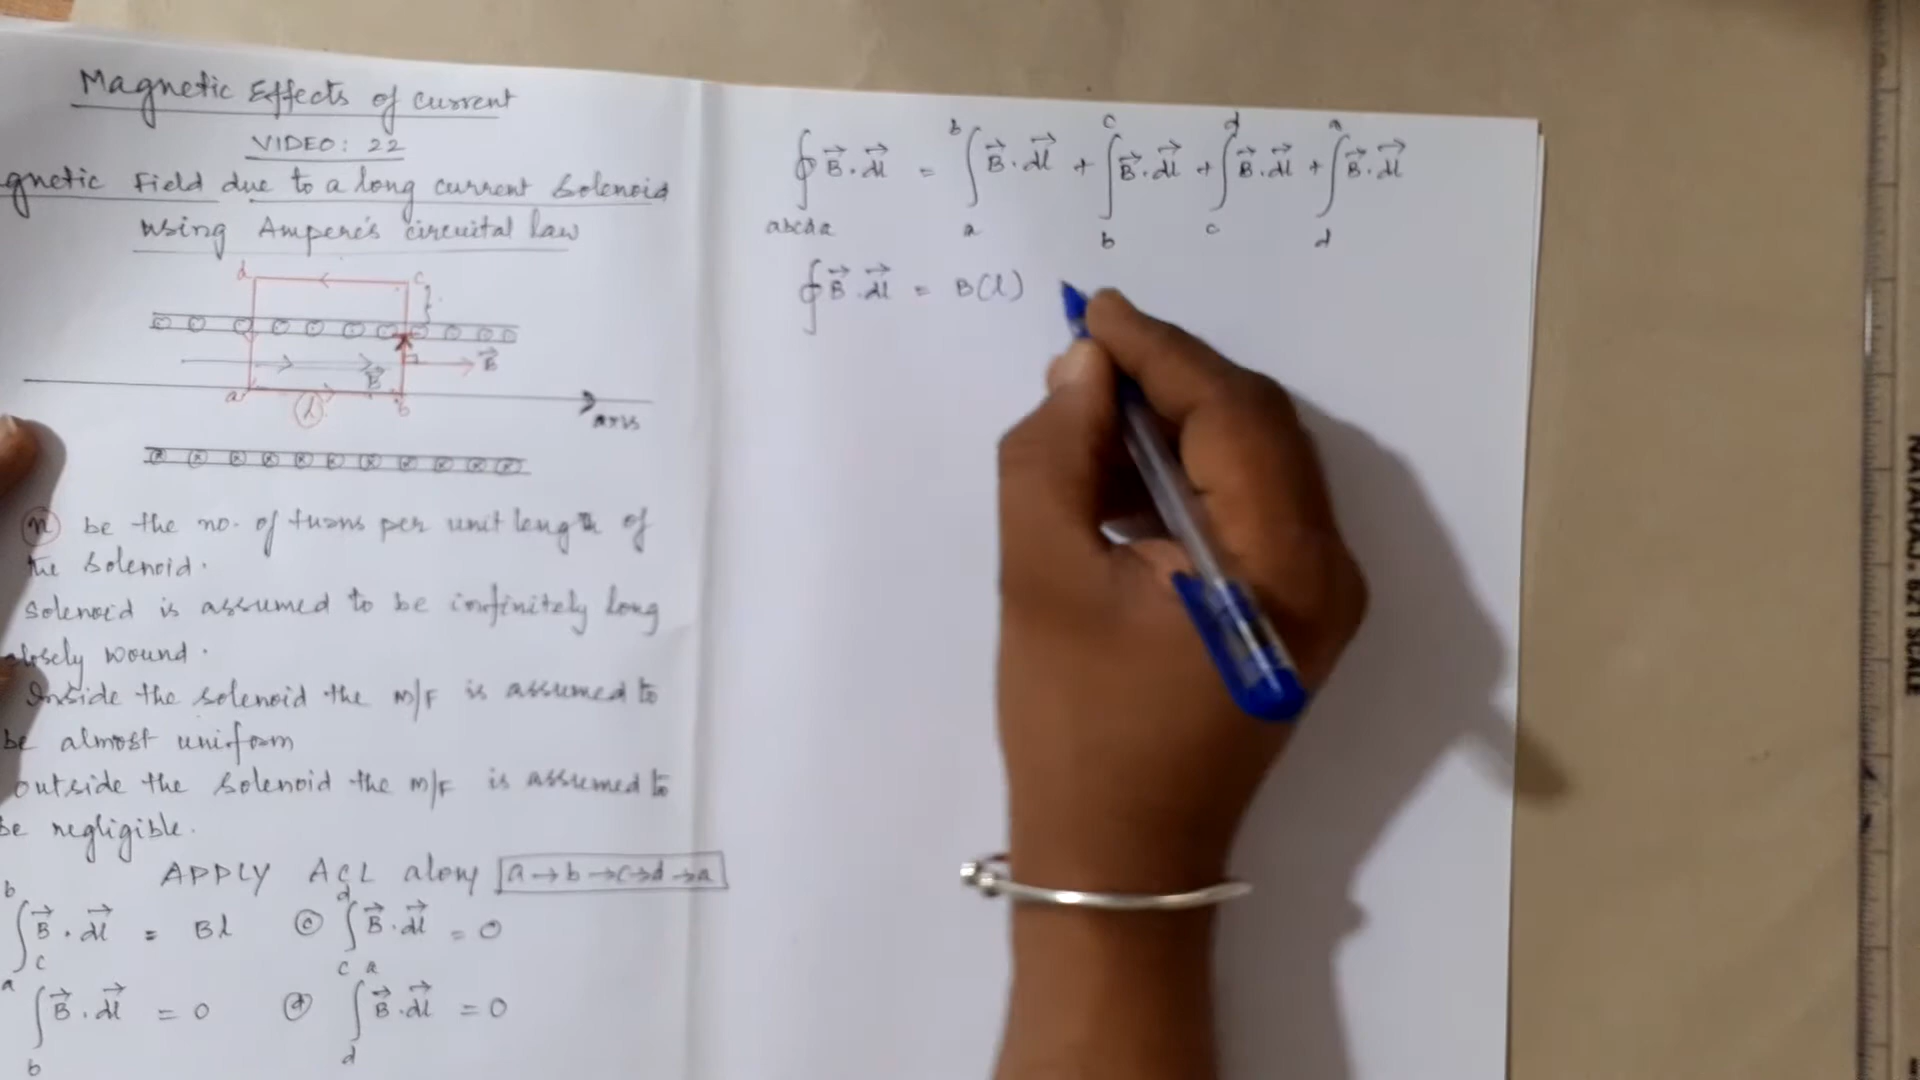 Magnetic Effects of current
VIDEO: 22
gnetic Field due to a long current Solenoid
using Ampere's circuital law
d c
B
B
a l b
axis
n be the no. of turns per unit length of
the solenoid.
Solenoid is assumed to be infinitely long
closely wound.
Inside the solenoid the m/F is assumed to
be almost uniform
outside the solenoid the m/F is assumed to
be negligible.
APPLY ACL along a→b→c→d→a
b∫a B⃗ . dl⃗ = Bl ⓒ d∫c B⃗ . dl⃗ = 0
c∫b B⃗ . dl⃗ = 0 ⓓ a∫d B⃗ . dl⃗ = 0
∮abcda B⃗ . dl⃗ = b∫a B⃗ . dl⃗ + c∫b B⃗ . dl⃗ + d∫c B⃗ . dl⃗ + a∫d B⃗ . dl⃗
∮ B⃗ . dl⃗ = B(l)
NATARAJ. 621 SCALE